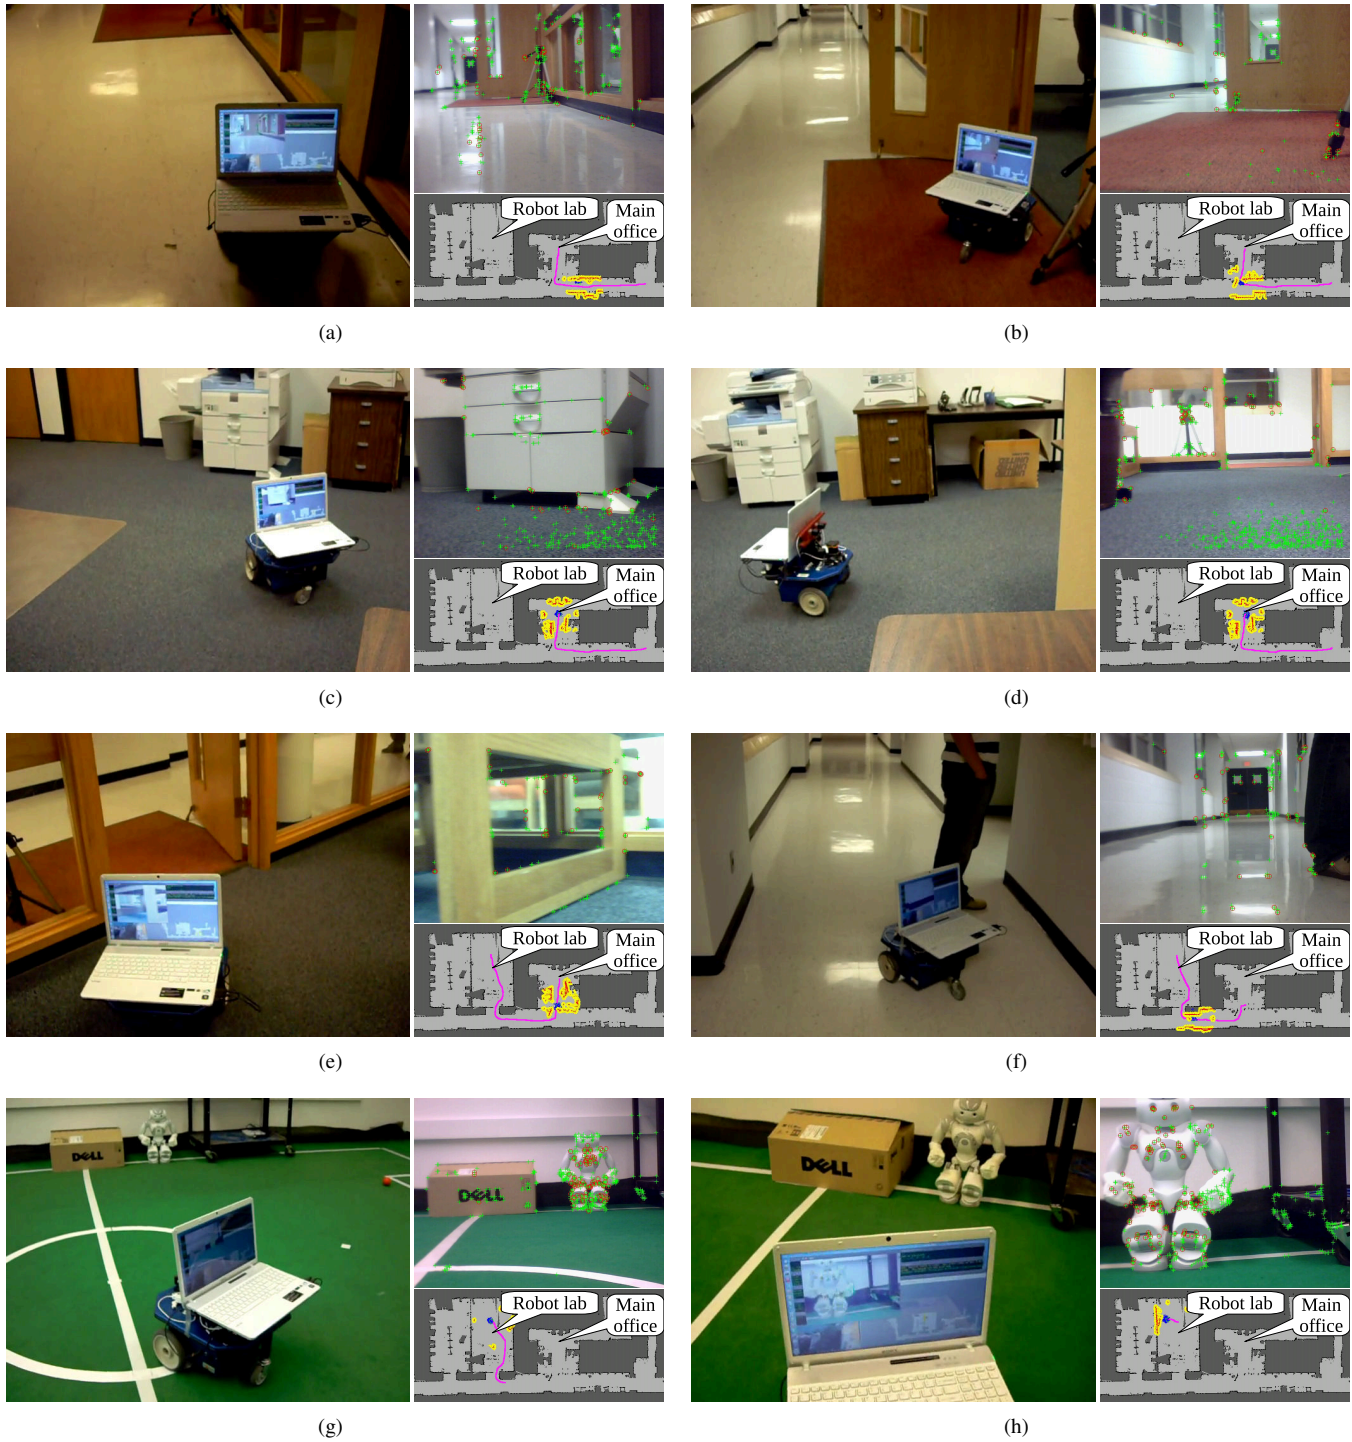 Robot lab
Main
office
Robot lab
Main
office
(a)
(b)
Robot lab
Main
office
Robot lab
Main
office
(c)
(d)
Robot lab
Main
office
Robot lab
Main
office
(e)
(f)
DELL
DELL
Robot lab
Main
office
DELL
Robot lab
Main
office
(g)
(h)